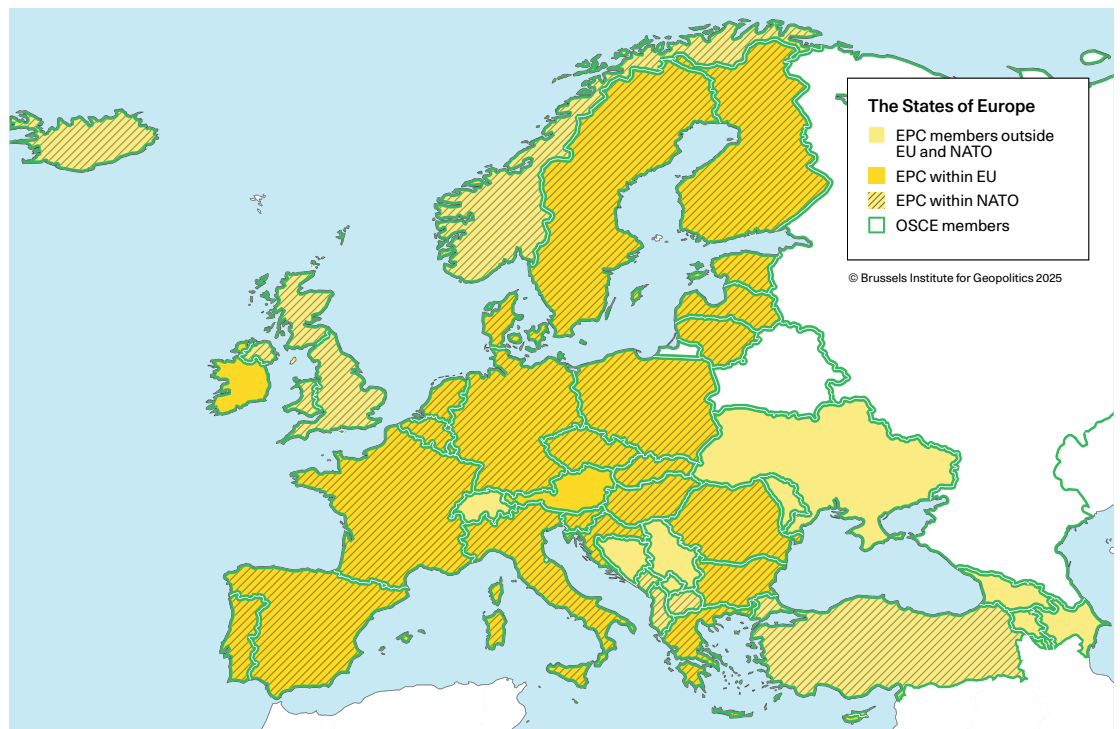 The States of Europe
EPC members outside
EU and NATO
EPC within EU
EPC within NATO
OSCE members
© Brussels Institute for Geopolitics 2025